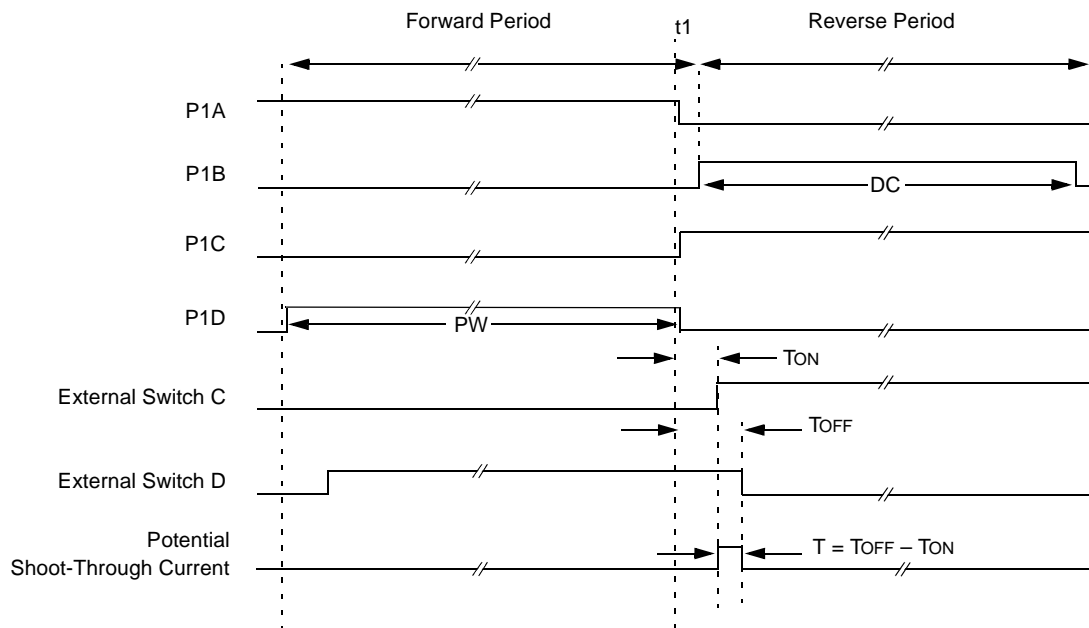 Forward Period
t1
Reverse Period
P1A
P1B
DC
P1C
P1D
PW
TON
External Switch C
TOFF
External Switch D
Potential
Shoot-Through Current
T = TOFF – TON